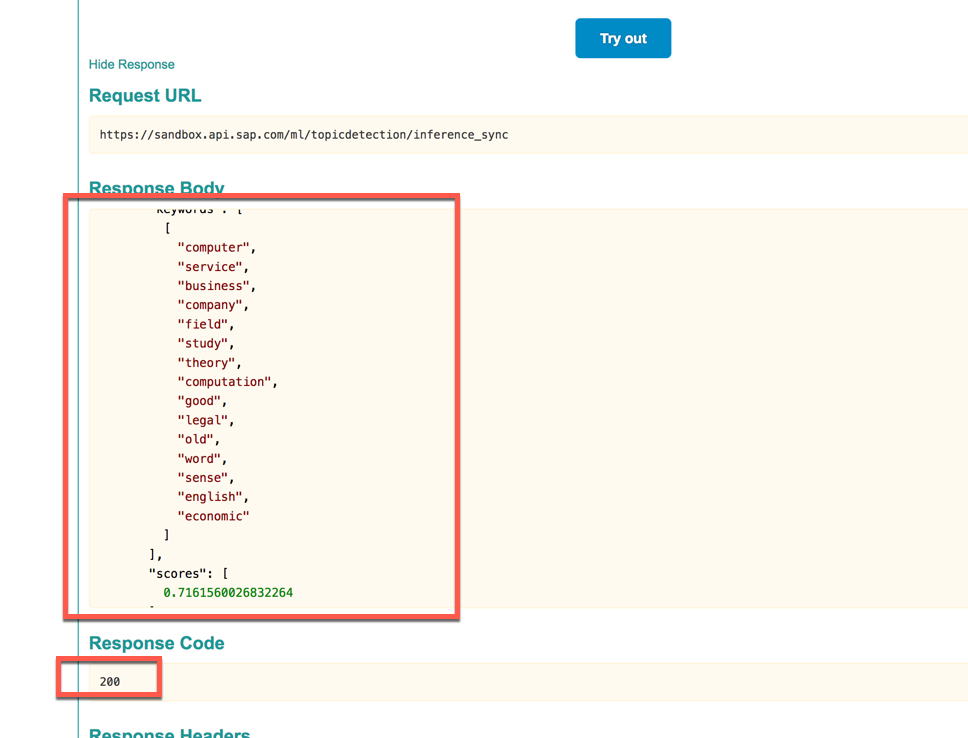 Try out
Hide Response
Request URL
https://sandbox.api.sap.com/ml/topicdetection/inference_sync
Response Body
"keywords": [
[
"computer",
"service",
"business",
"company",
"field",
"study",
"theory",
"computation",
"good",
"legal",
"old",
"word",
"sense",
"english",
"economic"
]
],
"scores": [
0.7161560026832264
Response Code
200
Response Headers